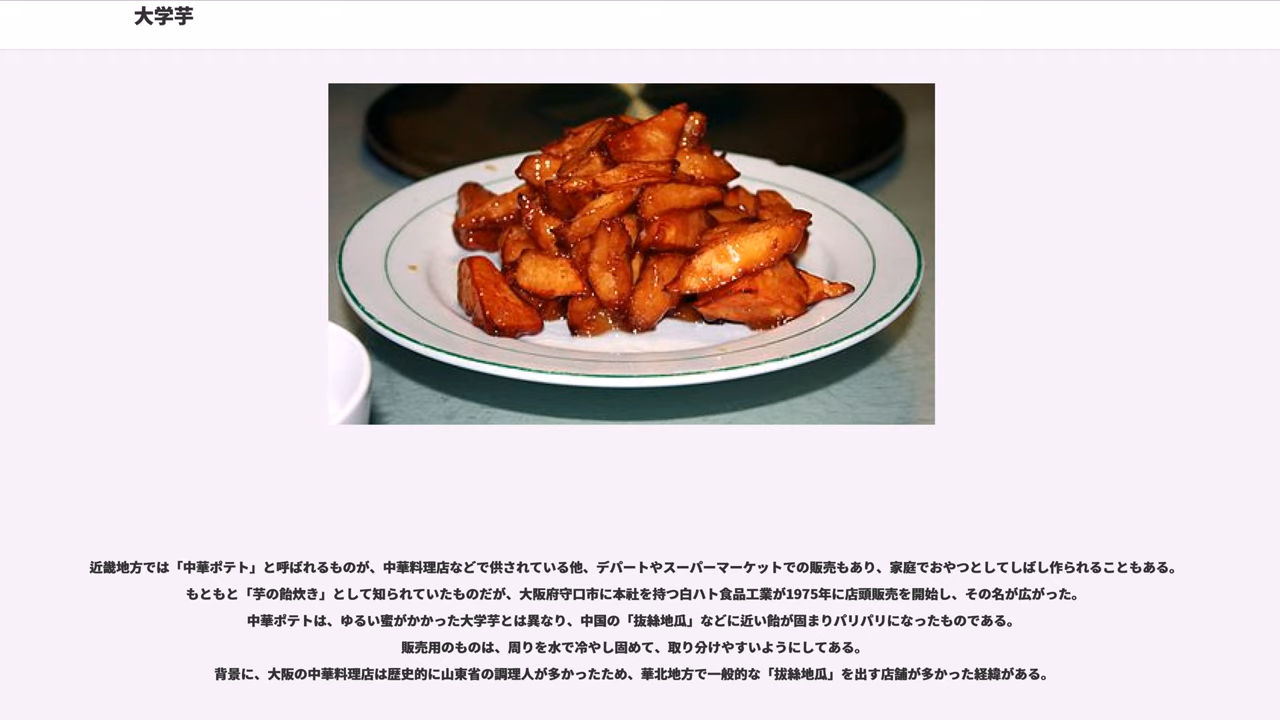 大学芋
近畿地方では「中華ポテト」と呼ばれるものが、中華料理店などで供されている他、デパートやスーパーマーケットでの販売もあり、家庭でおやつとしてしばし作られることもある。
もともと「芋の飴炊き」として知られていたものだが、大阪府守口市に本社を持つ白ハト食品工業が1975年に店頭販売を開始し、その名が広がった。
中華ポテトは、ゆるい蜜がかかった大学芋とは異なり、中国の「抜絲地瓜」などに近い飴が固まりパリパリになったものである。
販売用のものは、周りを水で冷やし固めて、取り分けやすいようにしてある。
背景に、大阪の中華料理店は歴史的に山東省の調理人が多かったため、華北地方で一般的な「抜絲地瓜」を出す店舗が多かった経緯がある。